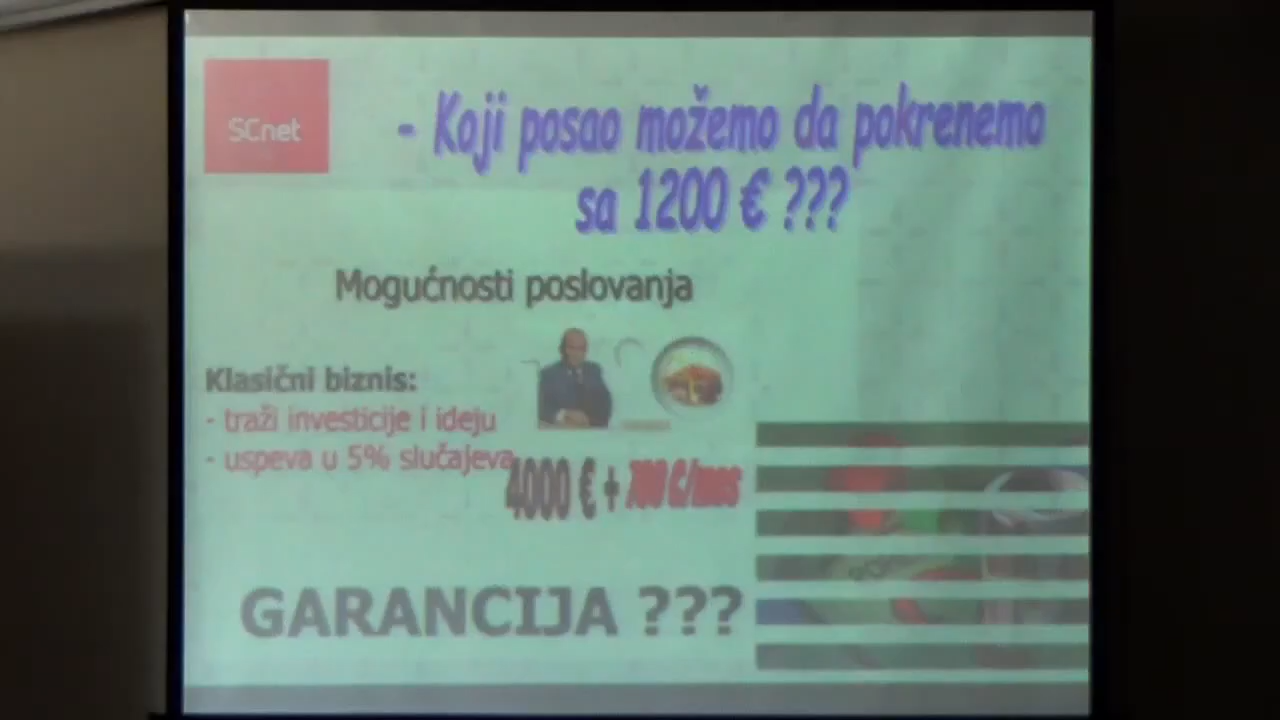 SCnet
- Koji posao možemo da pokrenemo
sa 1200 € ???
Mogućnosti poslovanja
Klasični biznis:
- traži investicije i ideju
- uspeva u 5% slučajeva
4000 € +
GARANCIJA ???